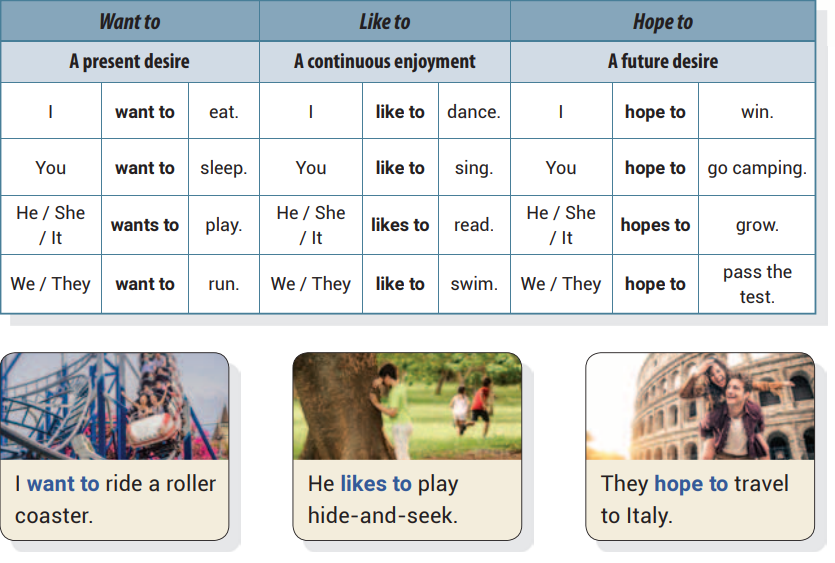 Want to Like to Hope to
A present desire A continuous enjoyment A future desire
I want to eat. I like to dance. I hope to win.
You want to sleep. You like to sing. You hope to go camping.
He / She / It wants to play. He / She / It likes to read. He / She / It hopes to grow.
We / They want to run. We / They like to swim. We / They hope to pass the test.
I want to ride a roller
coaster.
He likes to play
hide-and-seek.
They hope to travel
to Italy.